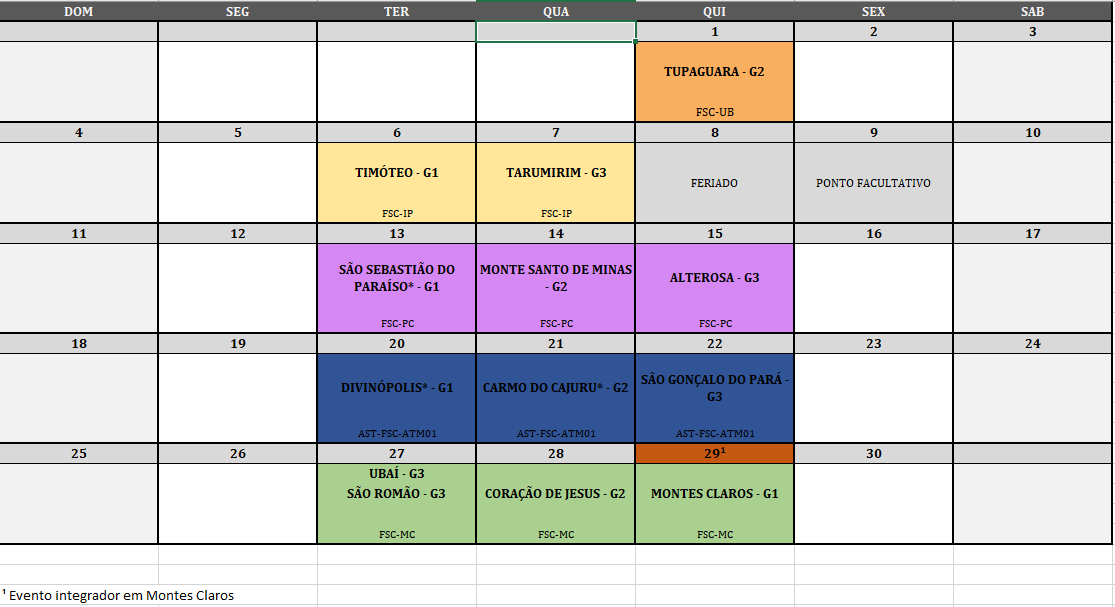 DOM SEG TER QUA QUI SEX SAB
1 2 3
TUPAGUARA - G2
FSC-UB
4 5 6 7 8 9 10
TIMÓTEO - G1 TARUMIRIM - G3 FERIADO PONTO FACULTATIVO
FSC-IP FSC-IP
11 12 13 14 15 16 17
SÃO SEBASTIÃO DO MONTE SANTO DE MINAS ALTEROSA - G3
PARAÍSO* - G1 - G2
FSC-PC FSC-PC FSC-PC
18 19 20 21 22 23 24
DIVINÓPOLIS* - G1 CARMO DO CAJURU* - G2 SÃO GONÇALO DO PARÁ -
G3
AST-FSC-ATM01 AST-FSC-ATM01 AST-FSC-ATM01
25 26 27 28 29¹ 30
UBAÍ - G3
SÃO ROMÃO - G3 CORAÇÃO DE JESUS - G2 MONTES CLAROS - G1
FSC-MC FSC-MC FSC-MC
¹ Evento integrador em Montes Claros